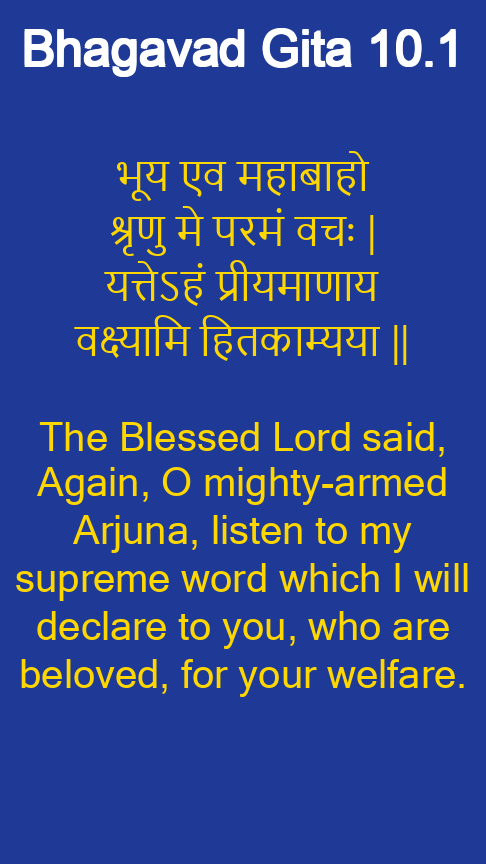 Bhagavad Gita 10.1
भूय एव महाबाहो
श्रृणु मे परमं वचः |
यत्तेऽहं प्रीयमाणाय
वक्ष्यामि हितकाम्यया ||
The Blessed Lord said,
Again, O mighty-armed
Arjuna, listen to my
supreme word which I will
declare to you, who are
beloved, for your welfare.